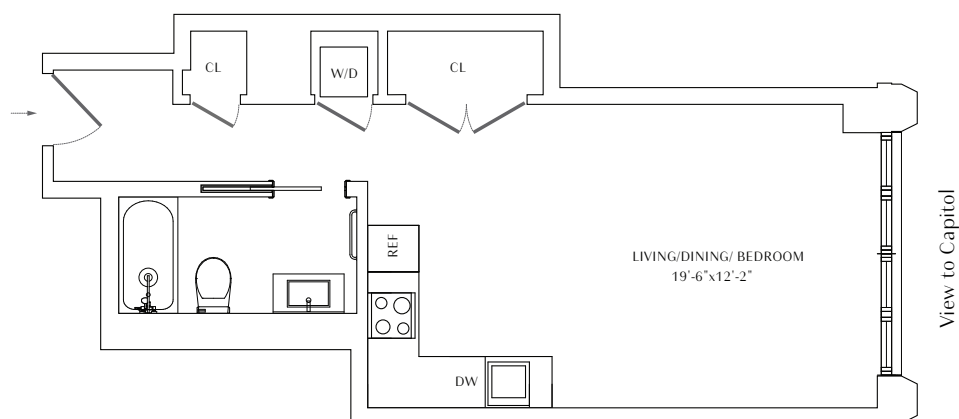 CL
W/D
CL
REF
LIVING/DINING/ BEDROOM
19'-6"x12'-2"
View to Capitol
DW